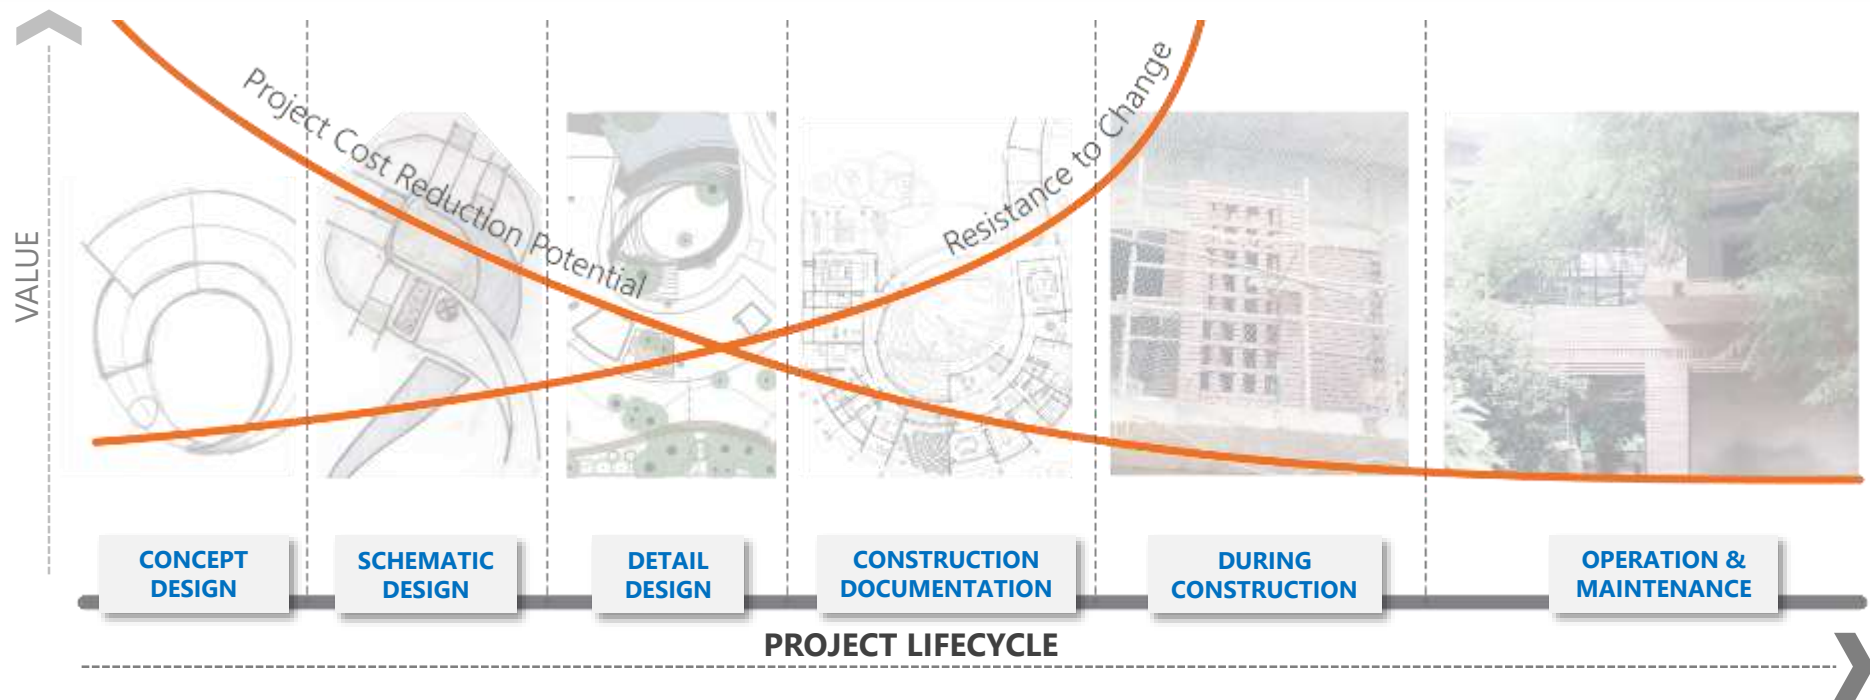 Project Cost Reduction Potential
Resistance to Change
VALUE
CONCEPT
DESIGN
SCHEMATIC
DESIGN
DETAIL
DESIGN
CONSTRUCTION
DOCUMENTATION
DURING
CONSTRUCTION
OPERATION &
MAINTENANCE
PROJECT LIFECYCLE